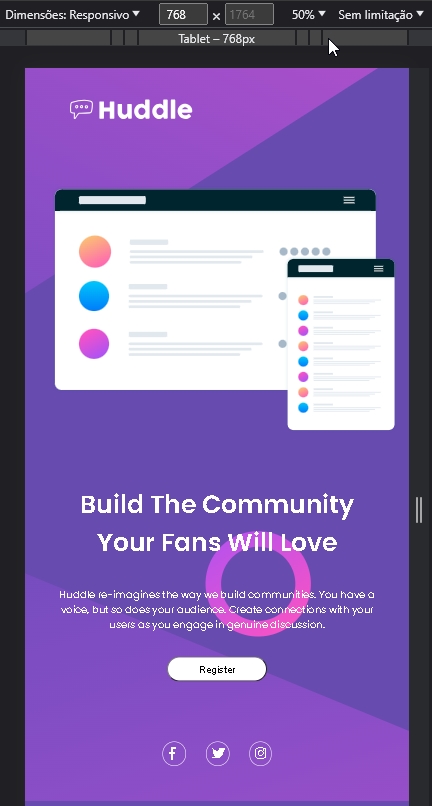 Dimensões: Responsivo 768 × 1764 50% Sem limitação
Tablet – 768px
Huddle
Build The Community
Your Fans Will Love
Huddle re-imagines the way we build communities. You have a
voice, but so does your audience. Create connections with your
users as you engage in genuine discussion.
Register